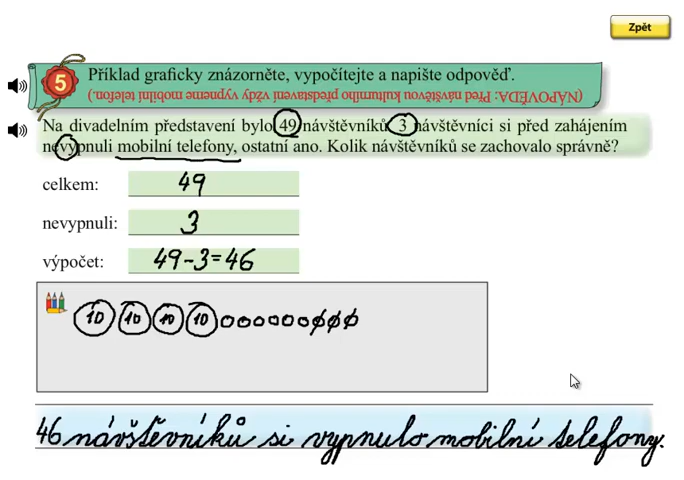 Zpět
5 Příklad graficky znázorněte, vypočítejte a napište odpověď.
(NÁPOVĚDA: Před návštěvou kulturního představení vždy vypneme mobilní telefon.)
Na divadelním představení bylo 49 návštěvníků. 3 návštěvníci si před zahájením
nevypnuli mobilní telefony, ostatní ano. Kolik návštěvníků se zachovalo správně?
celkem: 49
nevypnuli: 3
výpočet: 49-3=46
10 10 10 10
46 návštěvníků si vypnulo mobilní telefony.